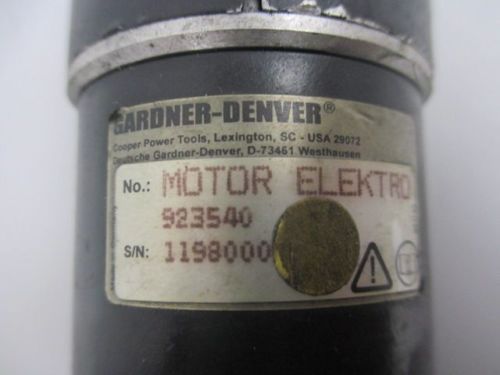 GARDNER-DENVER®
Cooper Power Tools, Lexington, SC - USA 29072
Deutsche Gardner-Denver, D-73461 Westhausen
No.: MOTOR ELEKTRO
923540
S/N: 1198000